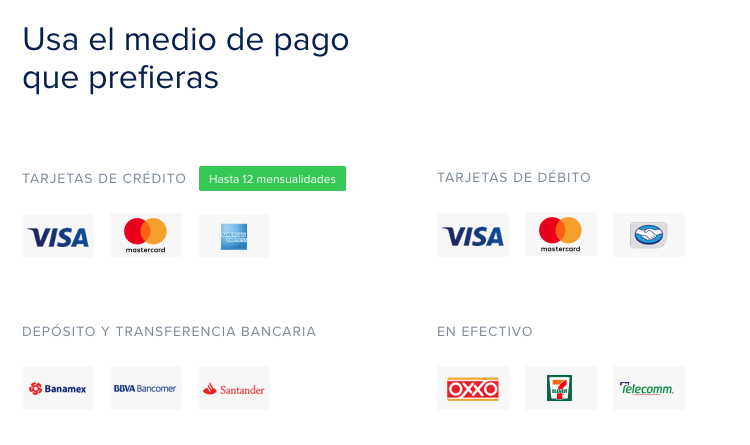 Usa el medio de pago
que prefieras
TARJETAS DE CRÉDITO
Hasta 12 mensualidades
VISA
mastercard
AMERICAN EXPRESS
TARJETAS DE DÉBITO
VISA
mastercard
DEPÓSITO Y TRANSFERENCIA BANCARIA
Banamex
BBVA Bancomer
Santander
EN EFECTIVO
OXXO
7 ELEVEN
Telecomm.